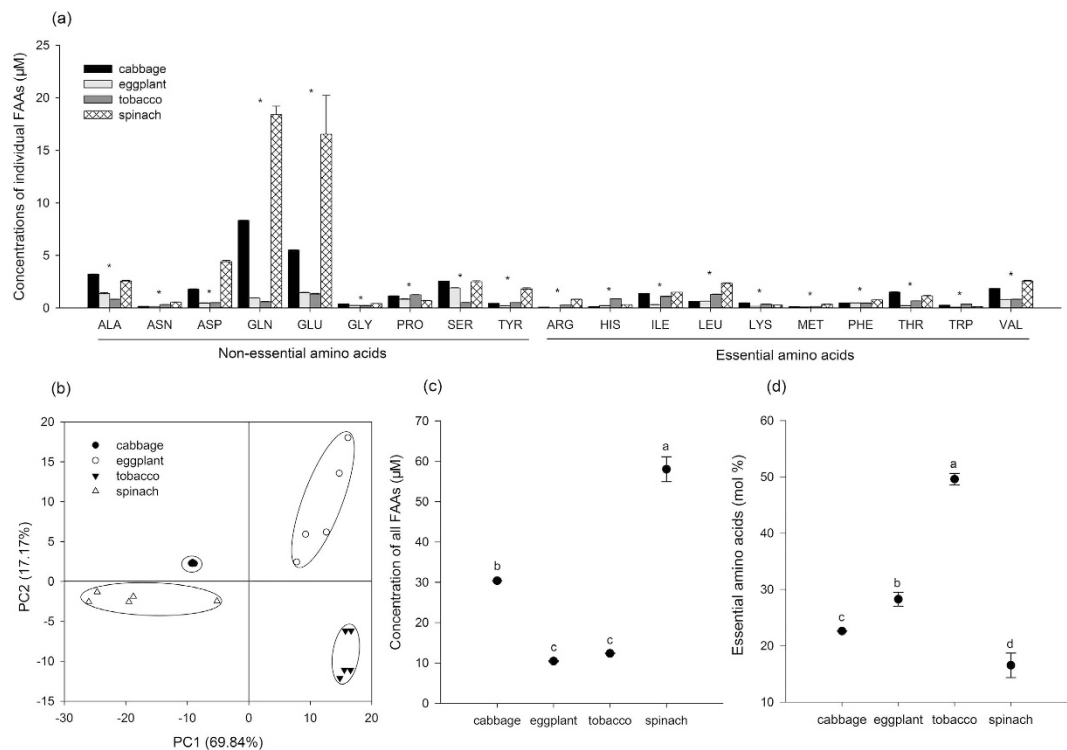 (a)
Concentrations of individual FAAs (µM)
25
20
15
10
5
0
cabbage
eggplant
tobacco
spinach
* * * * * * * * * * * * * * * * * * *
ALA ASN ASP GLN GLU GLY PRO SER TYR ARG HIS ILE LEU LYS MET PHE THR TRP VAL
Non-essential amino acids Essential amino acids
(b)
PC2 (17.17%)
20
15
10
5
0
-5
-10
-15
cabbage
eggplant
tobacco
spinach
-30 -20 -10 0 10 20
PC1 (69.84%)
(c)
Concentration of all FAAs (µM)
70
60
50
40
30
20
10
0
b
c
c
a
cabbage eggplant tobacco spinach
(d)
Essential amino acids (mol %)
60
50
40
30
20
10
c
b
a
d
cabbage eggplant tobacco spinach